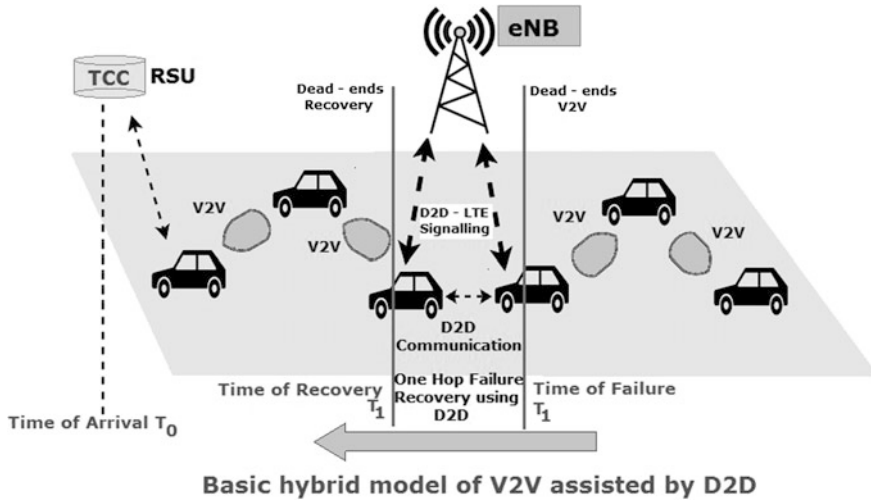 eNB
TCC RSU
Dead - ends
Recovery
Dead - ends
V2V
V2V
V2V
D2D - LTE
Signalling
V2V
V2V
D2D
Communication
Time of Recovery
T1
One Hop Failure
Recovery using
D2D
Time of Failure
T1
Time of Arrival T0
Basic hybrid model of V2V assisted by D2D